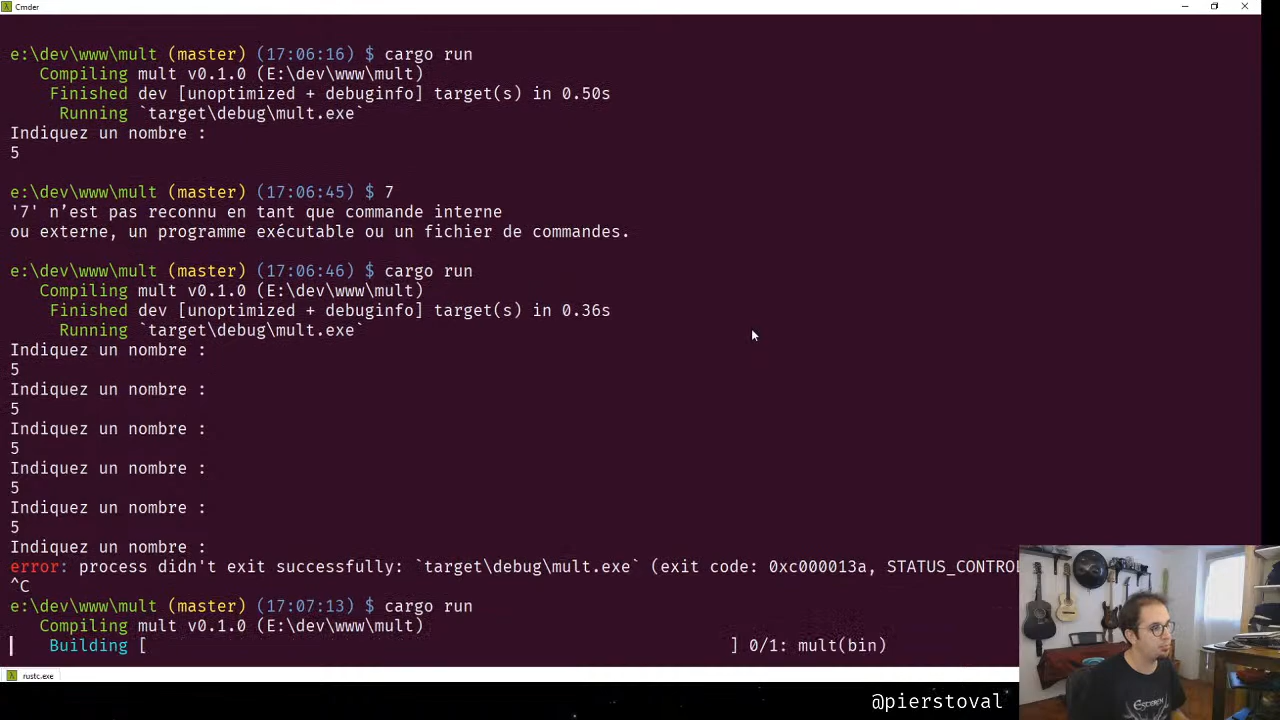 Cmder
e:\dev\www\mult (master) (17:06:16) $ cargo run
Compiling mult v0.1.0 (E:\dev\www\mult)
Finished dev [unoptimized + debuginfo] target(s) in 0.50s
Running `target\debug\mult.exe`
Indiquez un nombre :
5
e:\dev\www\mult (master) (17:06:45) $ 7
'7' n’est pas reconnu en tant que commande interne
ou externe, un programme exécutable ou un fichier de commandes.
e:\dev\www\mult (master) (17:06:46) $ cargo run
Compiling mult v0.1.0 (E:\dev\www\mult)
Finished dev [unoptimized + debuginfo] target(s) in 0.36s
Running `target\debug\mult.exe`
Indiquez un nombre :
5
Indiquez un nombre :
5
Indiquez un nombre :
5
Indiquez un nombre :
5
Indiquez un nombre :
5
Indiquez un nombre :
error: process didn't exit successfully: `target\debug\mult.exe` (exit code: 0xc000013a, STATUS_CONTROL
^C
e:\dev\www\mult (master) (17:07:13) $ cargo run
Compiling mult v0.1.0 (E:\dev\www\mult)
Building [ ] 0/1: mult(bin)
rustc.exe
@pierstoval